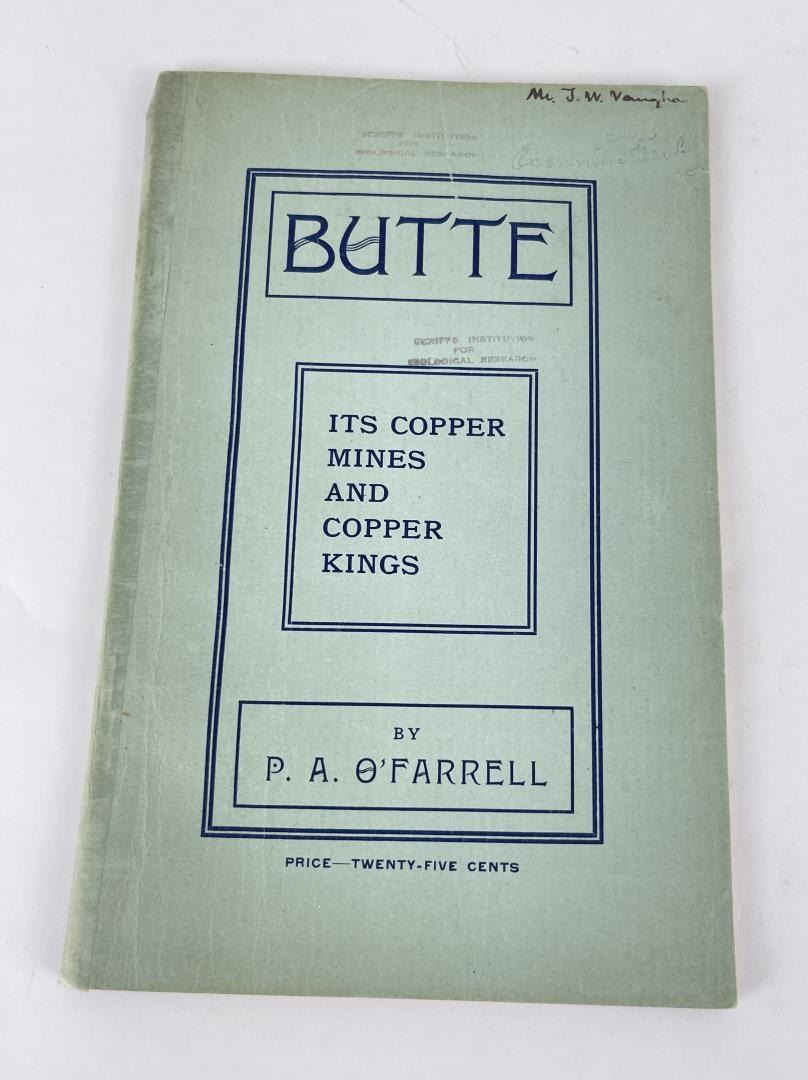 Mr. T. W. Vaughan
SCRIPPS INSTITUTION
FOR
BIOLOGICAL RESEARCH
BUTTE
SCRIPPS INSTITUTION
FOR
BIOLOGICAL RESEARCH
ITS COPPER
MINES
AND
COPPER
KINGS
BY
P. A. O'FARRELL
PRICE—TWENTY-FIVE CENTS